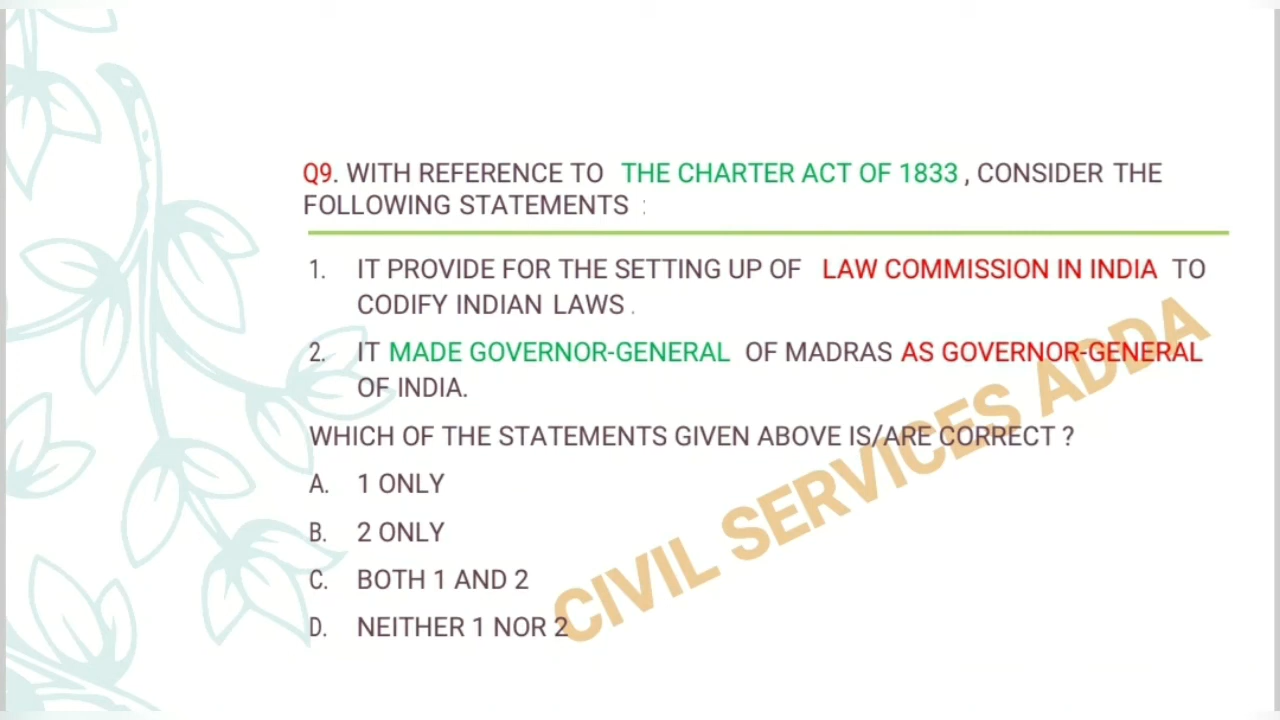 Q9. WITH REFERENCE TO THE CHARTER ACT OF 1833 , CONSIDER THE
FOLLOWING STATEMENTS :
1. IT PROVIDE FOR THE SETTING UP OF LAW COMMISSION IN INDIA TO
CODIFY INDIAN LAWS .
2. IT MADE GOVERNOR-GENERAL OF MADRAS AS GOVERNOR-GENERAL
OF INDIA.
WHICH OF THE STATEMENTS GIVEN ABOVE IS/ARE CORRECT ?
A. 1 ONLY
B. 2 ONLY
C. BOTH 1 AND 2
D. NEITHER 1 NOR 2
CIVIL SERVICES ADDA